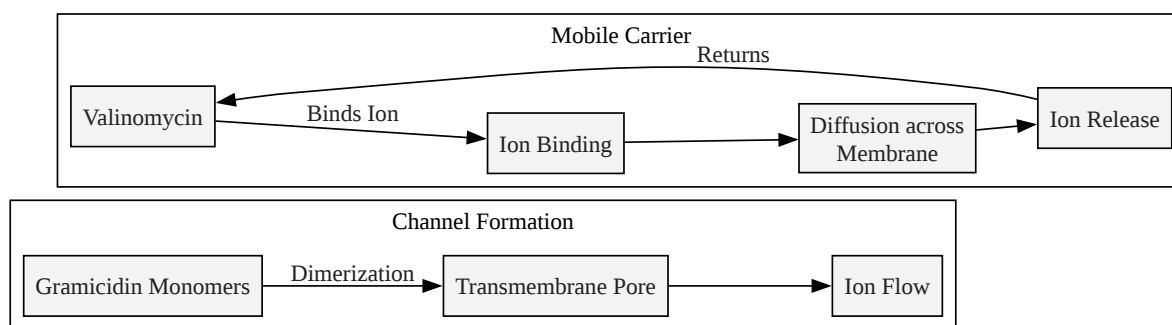 Mobile Carrier
Returns
Valinomycin
Binds Ion
Ion Binding
Diffusion across
Membrane
Ion Release
Channel Formation
Gramicidin Monomers
Dimerization
Transmembrane Pore
Ion Flow